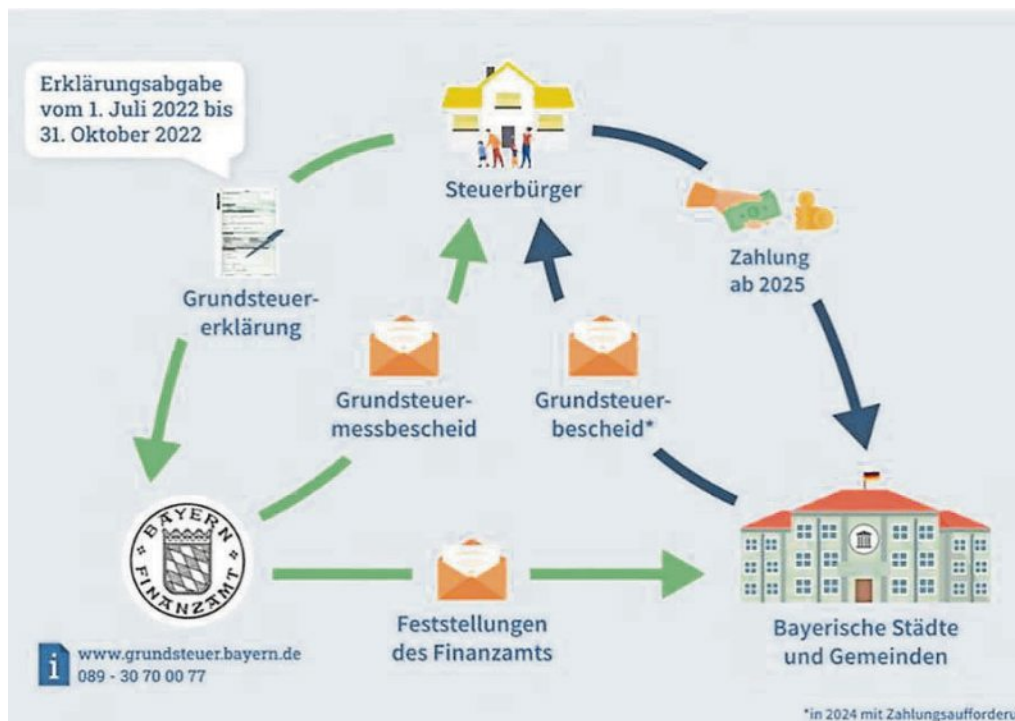 Erklärungsabgabe
vom 1. Juli 2022 bis
31. Oktober 2022
Steuerbürger
Zahlung
ab 2025
Grundsteuer-
erklärung
Grundsteuer-
messbescheid
Grundsteuer-
bescheid*
BAYERN
FINANZAMT
Feststellungen
des Finanzamts
Bayerische Städte
und Gemeinden
i www.grundsteuer.bayern.de
089 - 30 70 00 77
*in 2024 mit